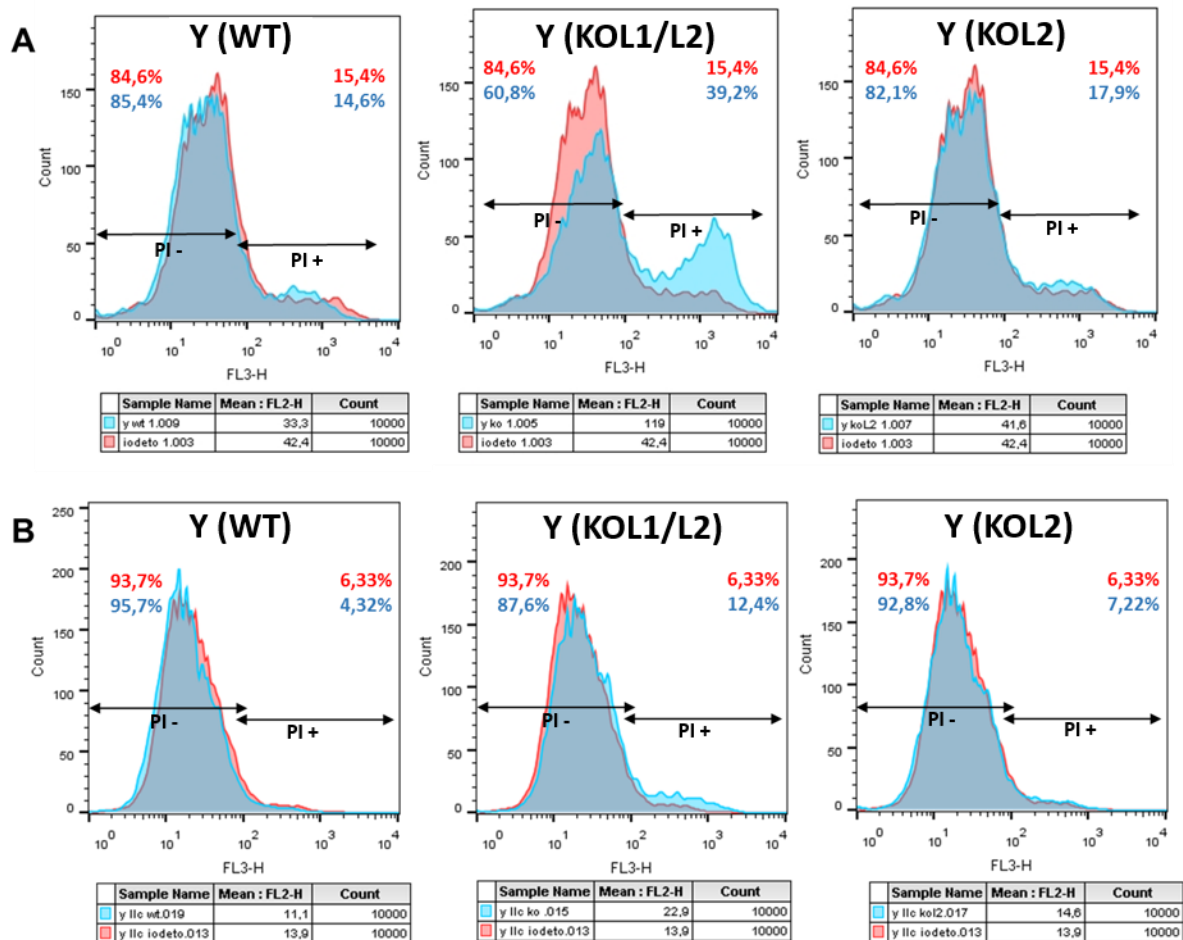 A
Y (WT)
84,6%
15,4%
85,4%
14,6%
Count
150
100
50
0
PI -
PI +
10^0 10^1 10^2 10^3 10^4
FL3-H
Sample Name Mean : FL2-H Count
y wt 1.009 33,3 10000
iodeto 1.003 42,4 10000
Y (KOL1/L2)
84,6%
15,4%
60,8%
39,2%
Count
150
100
50
0
PI -
PI +
10^0 10^1 10^2 10^3 10^4
FL3-H
Sample Name Mean : FL2-H Count
y ko 1.005 119 10000
iodeto 1.003 42,4 10000
Y (KOL2)
84,6%
15,4%
82,1%
17,9%
Count
150
100
50
0
PI -
PI +
10^0 10^1 10^2 10^3 10^4
FL3-H
Sample Name Mean : FL2-H Count
y koL2 1.007 41,6 10000
iodeto 1.003 42,4 10000
B
Y (WT)
93,7%
6,33%
95,7%
4,32%
Count
250
200
150
100
50
0
PI -
PI +
10^0 10^1 10^2 10^3 10^4
FL3-H
Sample Name Mean : FL2-H Count
y llc wt.019 11,1 10000
y llc iodeto.013 13,9 10000
Y (KOL1/L2)
93,7%
6,33%
87,6%
12,4%
Count
200
150
100
50
0
PI -
PI +
10^0 10^1 10^2 10^3 10^4
FL3-H
Sample Name Mean : FL2-H Count
y llc ko .015 22,9 10000
y llc iodeto.013 13,9 10000
Y (KOL2)
93,7%
6,33%
92,8%
7,22%
Count
200
150
100
50
0
PI -
PI +
10^0 10^1 10^2 10^3 10^4
FL3-H
Sample Name Mean : FL2-H Count
y llc kol2.017 14,6 10000
y llc iodeto.013 13,9 10000